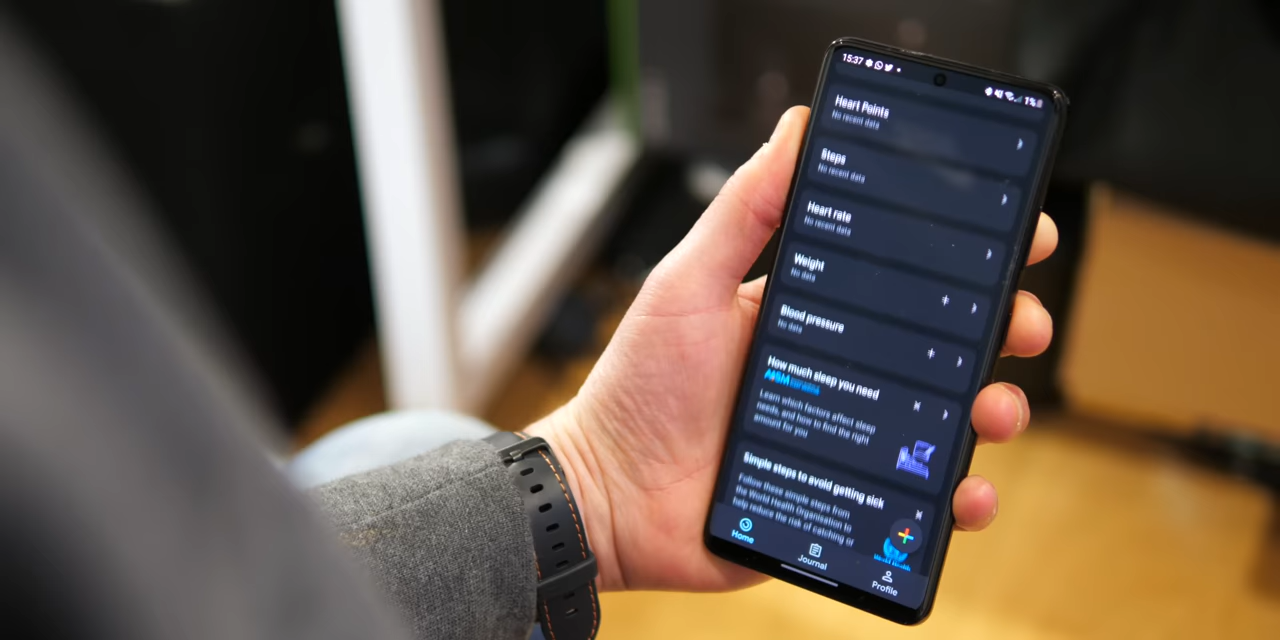 15:37
1%
Heart Points
No recent data
Steps
No recent data
Heart rate
No recent data
Weight
No data
Blood pressure
No data
How much sleep you need
Learn which factors affect sleep
needs, and how to find the right
amount for you
Simple steps to avoid getting sick
Follow these simple steps from
the World Health Organisation to
help reduce the risk of catching or
Home
Journal
Profile